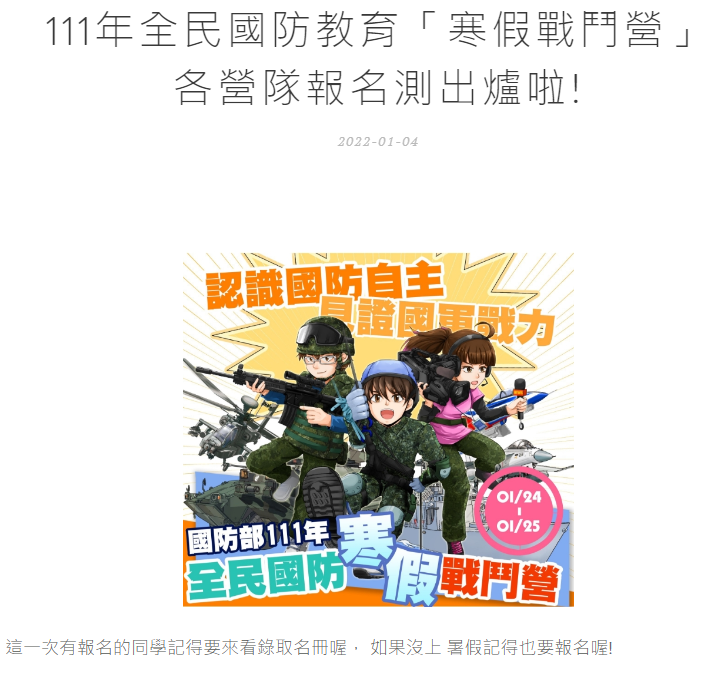 111年全民國防教育「寒假戰鬥營」
各營隊報名測出爐啦!
2022-01-04
認識國防自主
見證國軍戰力
01/24
-
01/25
國防部111年
全民國防寒假戰鬥營
這一次有報名的同學記得要來看錄取名冊喔， 如果沒上 暑假記得也要報名喔!